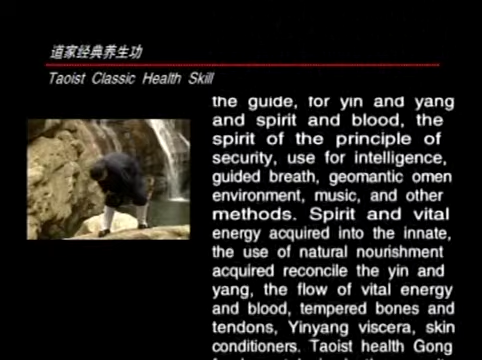 道家经典养生功
Taoist Classic Health Skill
the guide, for yin and yang
and spirit and blood, the
spirit of the principle of
security, use for intelligence,
guided breath, geomantic omen
environment, music, and other
methods. Spirit and vital
energy acquired into the innate,
the use of natural nourishment
acquired reconcile the yin and
yang, the flow of vital energy
and blood, tempered bones and
tendons, Yinyang viscera, skin
conditioners. Taoist health Gong